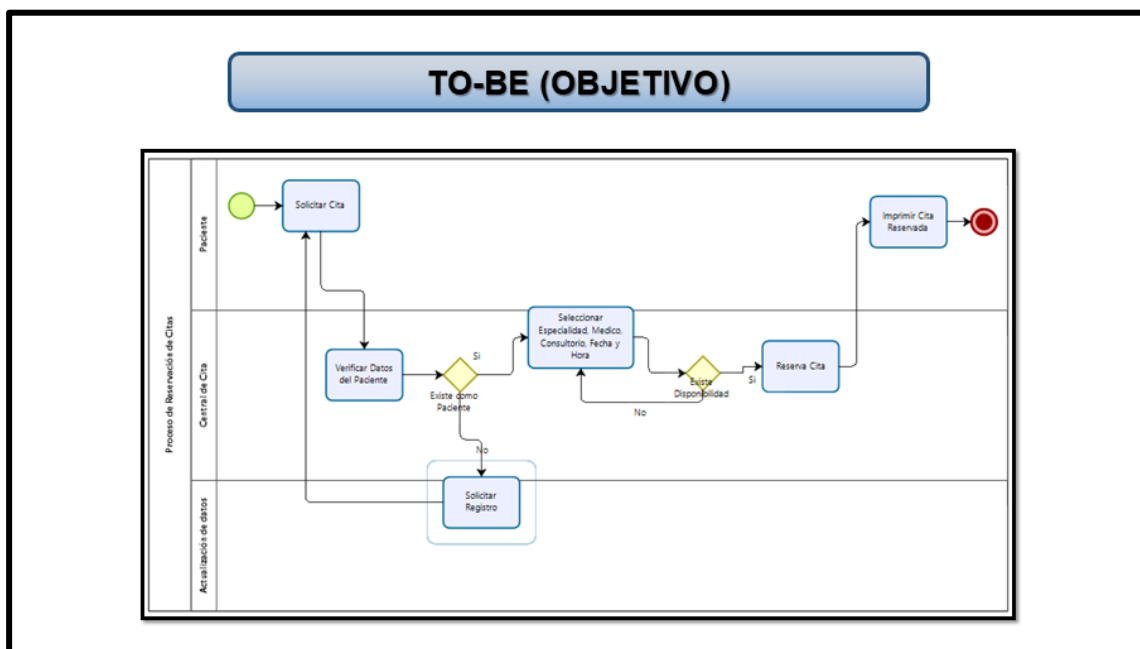 TO-BE (OBJETIVO)
Proceso de Reservación de Citas
Paciente
Solicitar Cita
Imprimir Cita
Reservada
Central de Cita
Verificar Datos
del Paciente
Existe como
Paciente
Si
Seleccionar
Especialidad, Medico,
Consultorio, Fecha y
Hora
Existe
Disponibilidad
Si
No
Reserva Cita
No
Actualización de datos
Solicitar
Registro